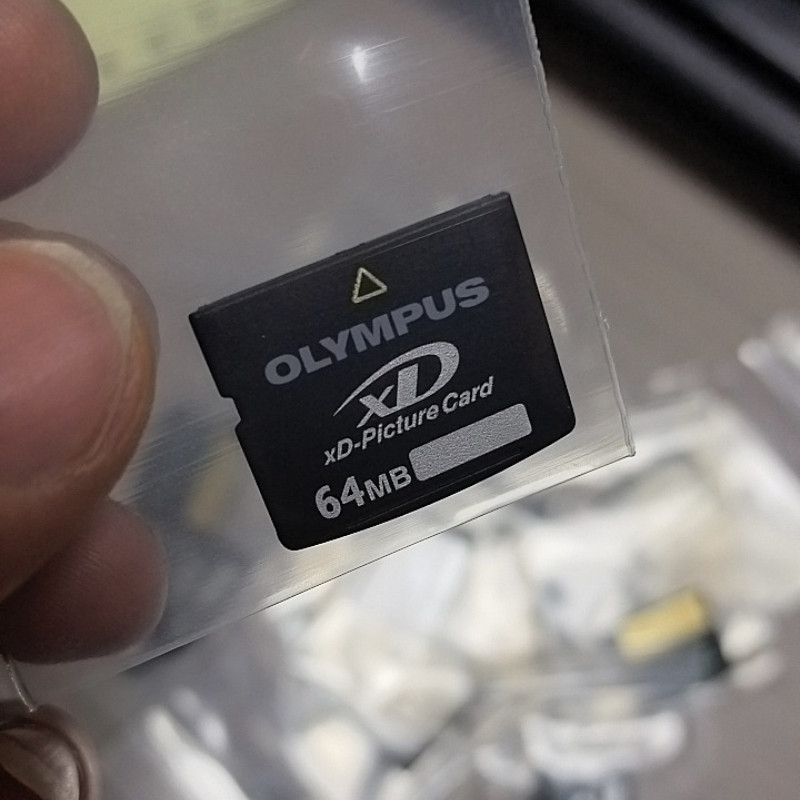 OLYMPUS
xD
xD-Picture Card
64MB